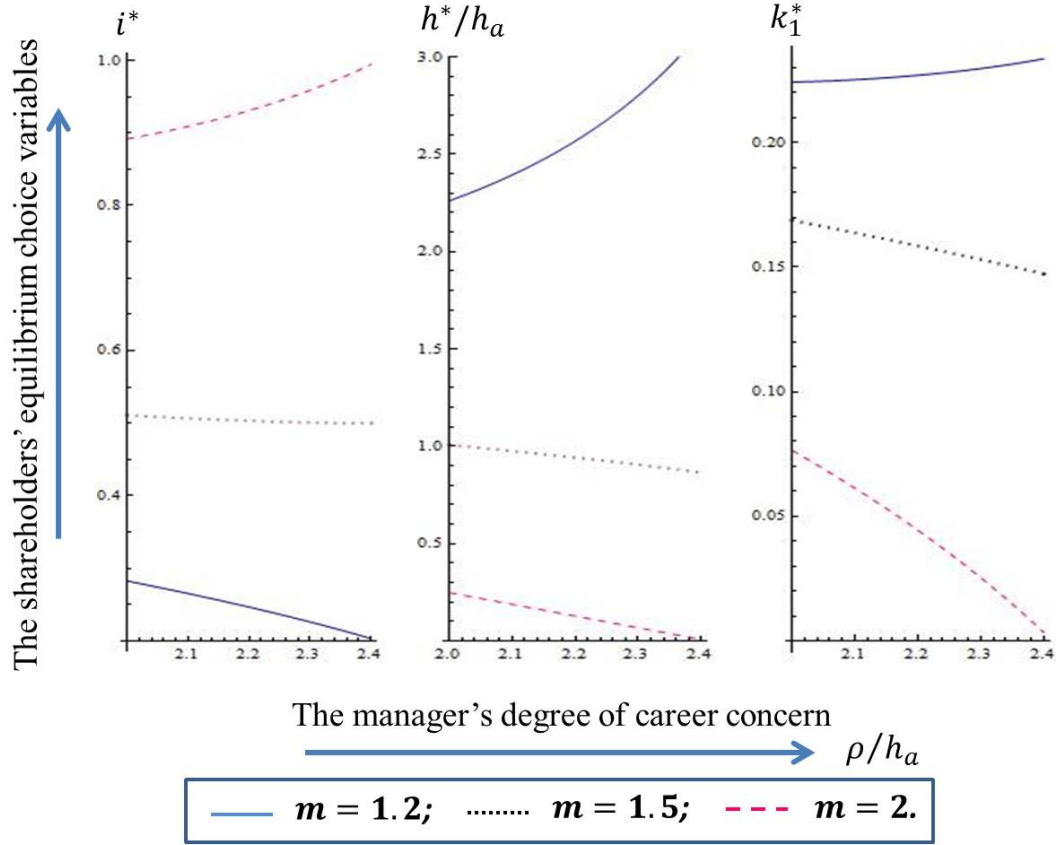 The shareholders' equilibrium choice variables
i*
1.0
0.8
0.6
0.4
2.1 2.2 2.3 2.4
h*/hₐ
3.0
2.5
2.0
1.5
1.0
0.5
2.0 2.1 2.2 2.3 2.4
k₁*
0.20
0.15
0.10
0.05
2.1 2.2 2.3 2.4
The manager's degree of career concern
ρ/hₐ
m = 1.2; m = 1.5; m = 2.